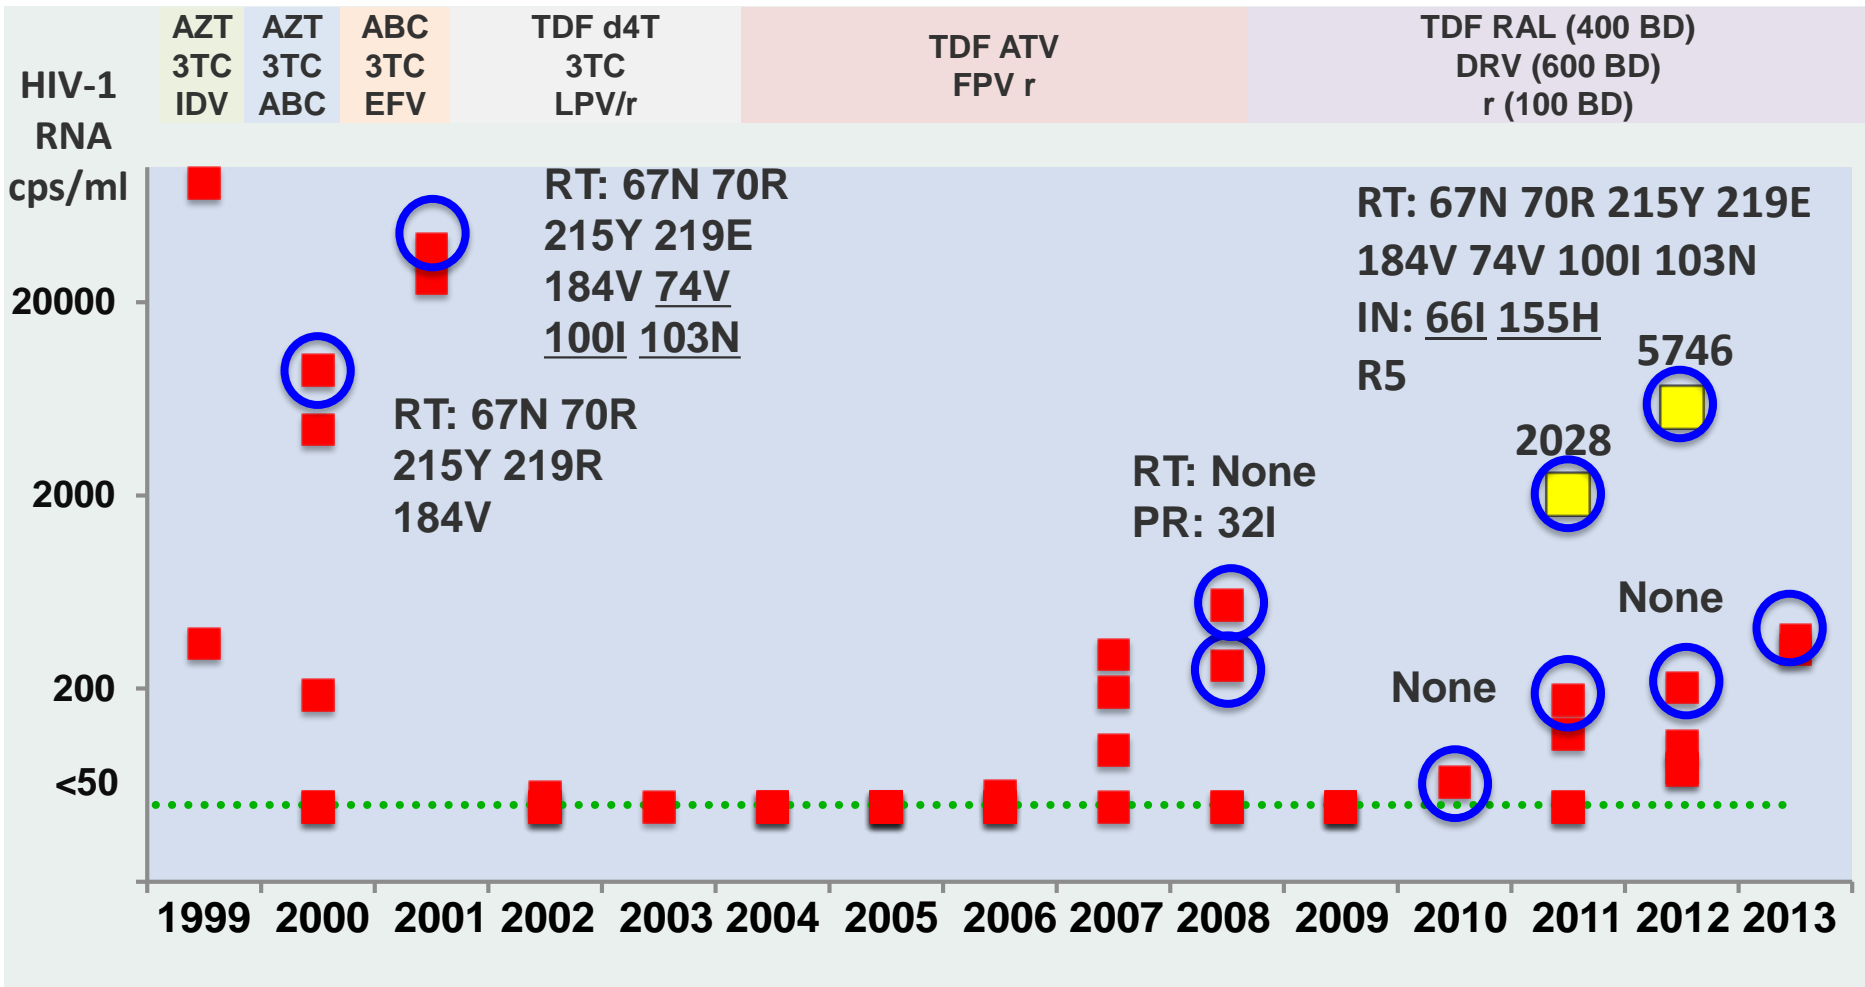 AZT
3TC
IDV
AZT
3TC
ABC
ABC
3TC
EFV
TDF d4T
3TC
LPV/r
TDF ATV
FPV r
TDF RAL (400 BD)
DRV (600 BD)
r (100 BD)
HIV-1
RNA
cps/ml
20000
2000
200
<50
RT: 67N 70R
215Y 219R
184V
RT: 67N 70R
215Y 219E
184V 74V
100I 103N
RT: None
PR: 32I
RT: 67N 70R 215Y 219E
184V 74V 100I 103N
IN: 66I 155H
R5
5746
2028
None
None
1999 2000 2001 2002 2003 2004 2005 2006 2007 2008 2009 2010 2011 2012 2013